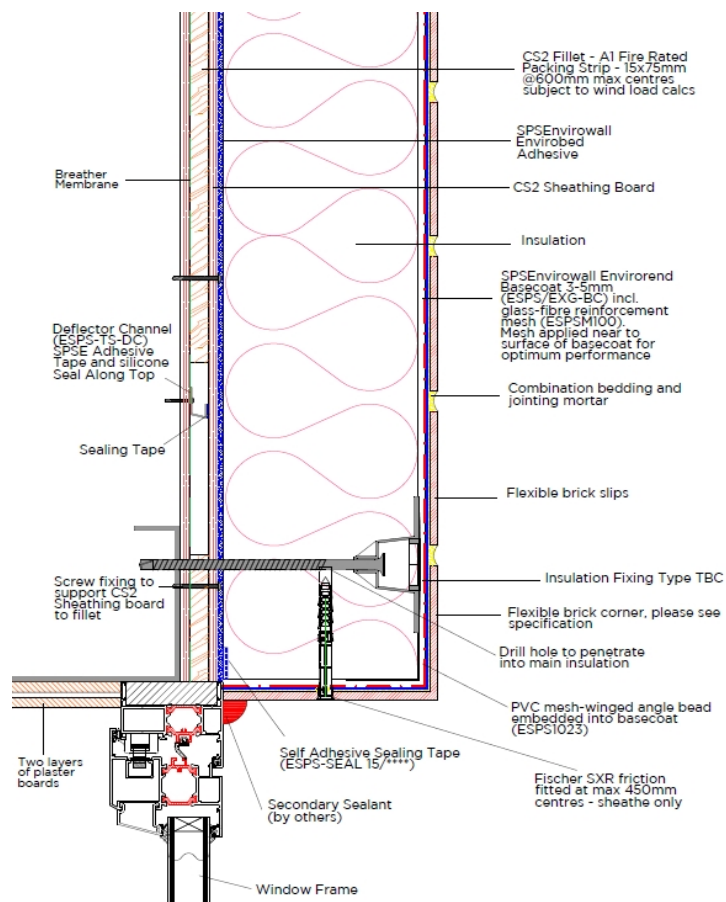 CS2 Fillet - A1 Fire Rated
Packing Strip - 15x75mm
@600mm max centres
subject to wind load calcs
SPSEnvirowall
Envirobed
Adhesive
Breather
Membrane
CS2 Sheathing Board
Insulation
SPSEnvirowall Envirorend
Basecoat 3-5mm
(ESPS/EXG-BC) incl.
glass-fibre reinforcement
mesh (ESPSM100).
Mesh applied near to
surface of basecoat for
optimum performance
Deflector Channel
(ESPS-TS-DC)
SPSE Adhesive
Tape and silicone
Seal Along Top
Combination bedding and
jointing mortar
Sealing Tape
Flexible brick slips
Screw fixing to
support CS2
Sheathing board
to fillet
Insulation Fixing Type TBC
Flexible brick corner, please see
specification
Drill hole to penetrate
into main insulation
PVC mesh-winged angle bead
embedded into basecoat
(ESPS1023)
Two layers
of plaster
boards
Self Adhesive Sealing Tape
(ESPS-SEAL 15/****)
Fischer SXR friction
fitted at max 450mm
centres - sheathe only
Secondary Sealant
(by others)
Window Frame